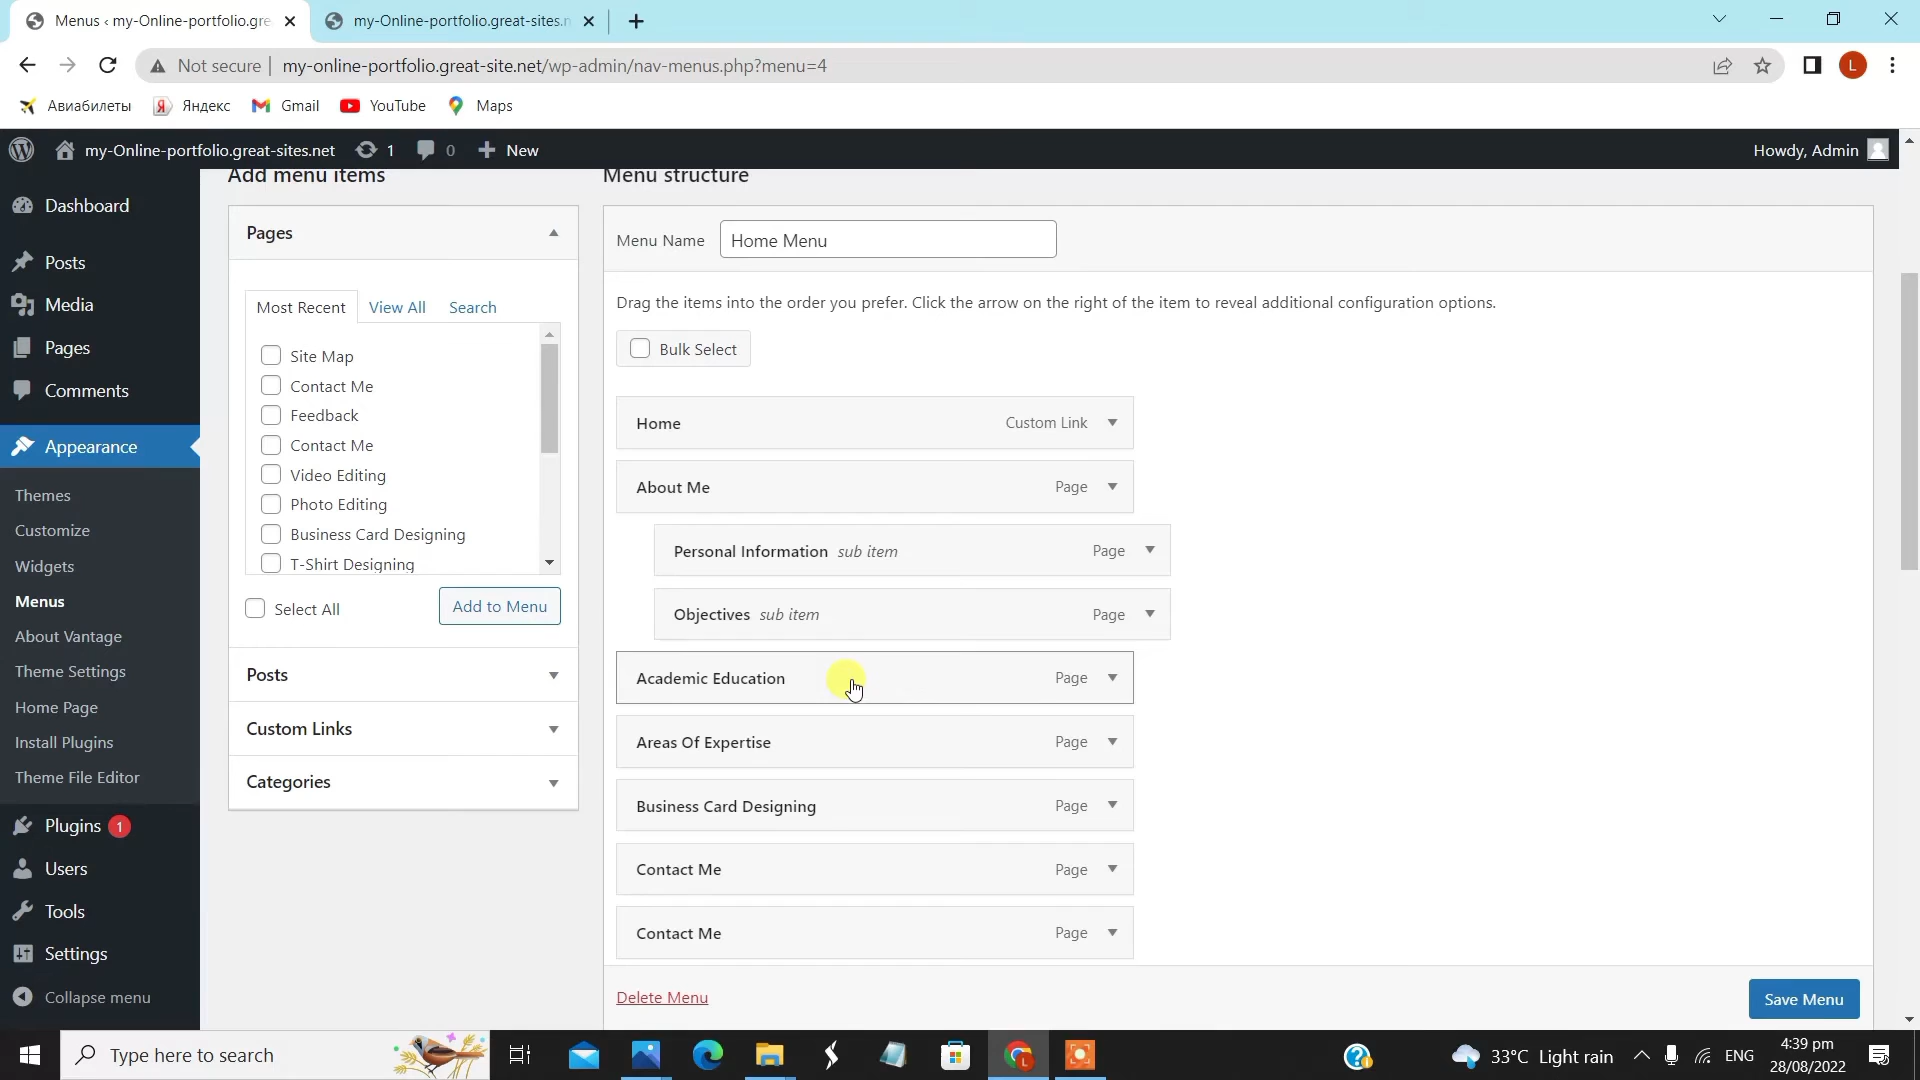 Menus ‹ my-Online-portfolio.gre
my-Online-portfolio.great-sites.n
Not secure
my-online-portfolio.great-site.net/wp-admin/nav-menus.php?menu=4
L
Авиабилеты
Яндекс
Gmail
YouTube
Maps
my-Online-portfolio.great-sites.net
1
0
New
Howdy, Admin
Dashboard
Posts
Media
Pages
Comments
Appearance
Themes
Customize
Widgets
Menus
About Vantage
Theme Settings
Home Page
Install Plugins
Theme File Editor
Plugins 1
Users
Tools
Settings
Collapse menu
Add menu items
Pages
Most Recent
View All
Search
Site Map
Contact Me
Feedback
Contact Me
Video Editing
Photo Editing
Business Card Designing
T-Shirt Designing
Select All
Add to Menu
Posts
Custom Links
Categories
Menu structure
Menu Name
Home Menu
Drag the items into the order you prefer. Click the arrow on the right of the item to reveal additional configuration options.
Bulk Select
Home Custom Link
About Me Page
Personal Information sub item Page
Objectives sub item Page
Academic Education Page
Areas Of Expertise Page
Business Card Designing Page
Contact Me Page
Contact Me Page
Delete Menu
Save Menu
Type here to search
33°C Light rain
ENG
4:39 pm
28/08/2022